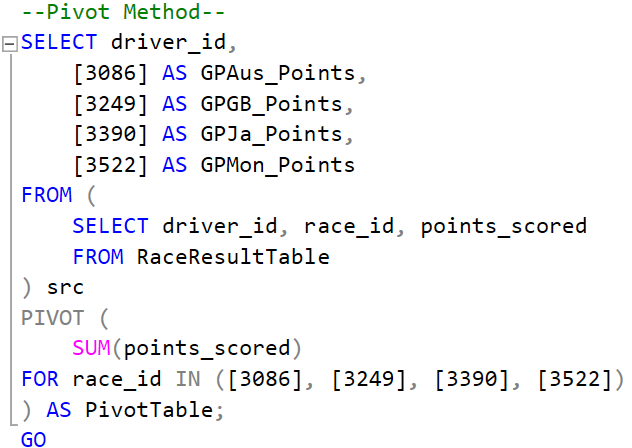 --Pivot Method--
SELECT driver_id,
    [3086] AS GPAus_Points,
    [3249] AS GPGB_Points,
    [3390] AS GPJa_Points,
    [3522] AS GPMon_Points
FROM (
    SELECT driver_id, race_id, points_scored
    FROM RaceResultTable
) src
PIVOT (
    SUM(points_scored)
FOR race_id IN ([3086], [3249], [3390], [3522])
) AS PivotTable;
GO